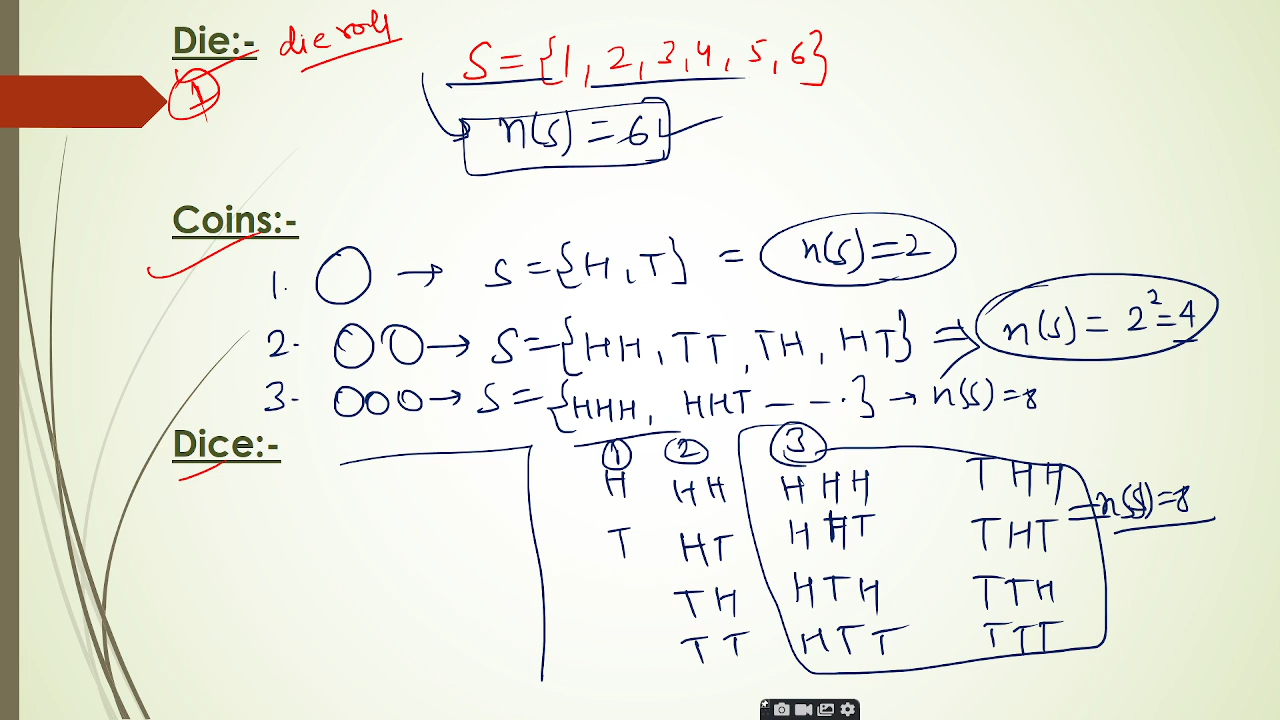 Die:- die roll
1
S = {1, 2, 3, 4, 5, 6}
n(S) = 6
Coins:-
1. → S = {H, T} = n(S) = 2
2. → S = {HH, TT, TH, HT} ⇒ n(S) = 2² = 4
3. → S = {HHH, HHT - - - } → n(S) = 8
Dice:-
1 2 3
H HH HHH THH
T HT HHT THT = n(S) = 8
TH HTH TTH
TT HTT TTT